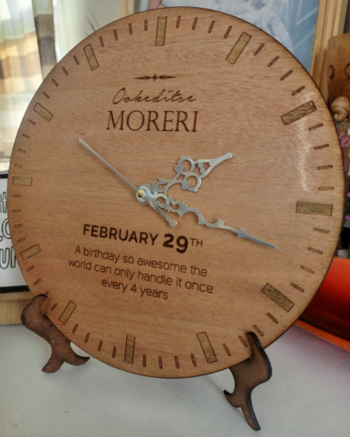 Oakeditse
MORERI
FEBRUARY 29TH
A birthday so awesome the
world can only handle it once
every 4 years